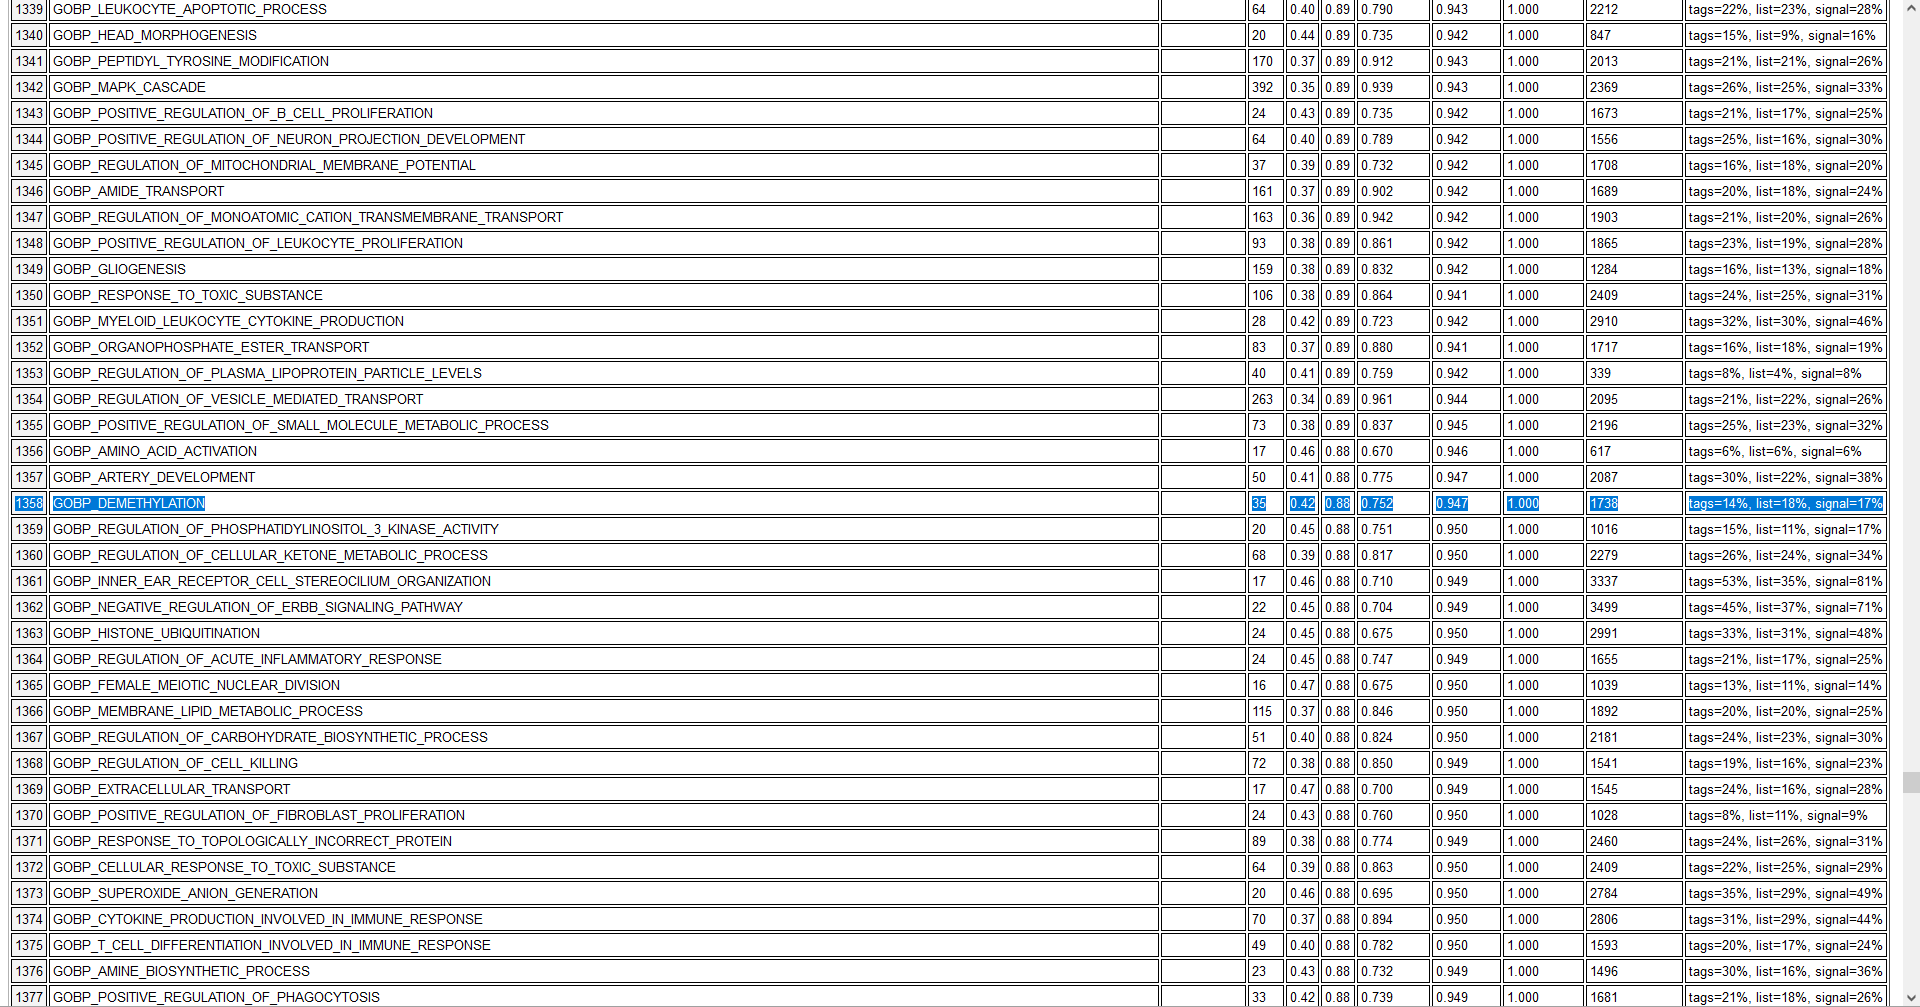 1339 GOBP_LEUKOCYTE_APOPTOTIC_PROCESS 64 0.40 0.89 0.790 0.943 1.000 2212 tags=22%, list=23%, signal=28%
1340 GOBP_HEAD_MORPHOGENESIS 20 0.44 0.89 0.735 0.942 1.000 847 tags=15%, list=9%, signal=16%
1341 GOBP_PEPTIDYL_TYROSINE_MODIFICATION 170 0.37 0.89 0.912 0.943 1.000 2013 tags=21%, list=21%, signal=26%
1342 GOBP_MAPK_CASCADE 392 0.35 0.89 0.939 0.943 1.000 2369 tags=26%, list=25%, signal=33%
1343 GOBP_POSITIVE_REGULATION_OF_B_CELL_PROLIFERATION 24 0.43 0.89 0.735 0.942 1.000 1673 tags=21%, list=17%, signal=25%
1344 GOBP_POSITIVE_REGULATION_OF_NEURON_PROJECTION_DEVELOPMENT 64 0.40 0.89 0.789 0.942 1.000 1556 tags=25%, list=16%, signal=30%
1345 GOBP_REGULATION_OF_MITOCHONDRIAL_MEMBRANE_POTENTIAL 37 0.39 0.89 0.732 0.942 1.000 1708 tags=16%, list=18%, signal=20%
1346 GOBP_AMIDE_TRANSPORT 161 0.37 0.89 0.902 0.942 1.000 1689 tags=20%, list=18%, signal=24%
1347 GOBP_REGULATION_OF_MONOATOMIC_CATION_TRANSMEMBRANE_TRANSPORT 163 0.36 0.89 0.942 0.942 1.000 1903 tags=21%, list=20%, signal=26%
1348 GOBP_POSITIVE_REGULATION_OF_LEUKOCYTE_PROLIFERATION 93 0.38 0.89 0.861 0.942 1.000 1865 tags=23%, list=19%, signal=28%
1349 GOBP_GLIOGENESIS 159 0.38 0.89 0.832 0.942 1.000 1284 tags=16%, list=13%, signal=18%
1350 GOBP_RESPONSE_TO_TOXIC_SUBSTANCE 106 0.38 0.89 0.864 0.941 1.000 2409 tags=24%, list=25%, signal=31%
1351 GOBP_MYELOID_LEUKOCYTE_CYTOKINE_PRODUCTION 28 0.42 0.89 0.723 0.942 1.000 2910 tags=32%, list=30%, signal=46%
1352 GOBP_ORGANOPHOSPHATE_ESTER_TRANSPORT 83 0.37 0.89 0.880 0.941 1.000 1717 tags=16%, list=18%, signal=19%
1353 GOBP_REGULATION_OF_PLASMA_LIPOPROTEIN_PARTICLE_LEVELS 40 0.41 0.89 0.759 0.942 1.000 339 tags=8%, list=4%, signal=8%
1354 GOBP_REGULATION_OF_VESICLE_MEDIATED_TRANSPORT 263 0.34 0.89 0.961 0.944 1.000 2095 tags=21%, list=22%, signal=26%
1355 GOBP_POSITIVE_REGULATION_OF_SMALL_MOLECULE_METABOLIC_PROCESS 73 0.38 0.89 0.837 0.945 1.000 2196 tags=25%, list=23%, signal=32%
1356 GOBP_AMINO_ACID_ACTIVATION 17 0.46 0.88 0.670 0.946 1.000 617 tags=6%, list=6%, signal=6%
1357 GOBP_ARTERY_DEVELOPMENT 50 0.41 0.88 0.775 0.947 1.000 2087 tags=30%, list=22%, signal=38%
1358 GOBP_DEMETHYLATION 35 0.42 0.88 0.752 0.947 1.000 1738 tags=14%, list=18%, signal=17%
1359 GOBP_REGULATION_OF_PHOSPHATIDYLINOSITOL_3_KINASE_ACTIVITY 20 0.45 0.88 0.751 0.950 1.000 1016 tags=15%, list=11%, signal=17%
1360 GOBP_REGULATION_OF_CELLULAR_KETONE_METABOLIC_PROCESS 68 0.39 0.88 0.817 0.950 1.000 2279 tags=26%, list=24%, signal=34%
1361 GOBP_INNER_EAR_RECEPTOR_CELL_STEREOCILIUM_ORGANIZATION 17 0.46 0.88 0.710 0.949 1.000 3337 tags=53%, list=35%, signal=81%
1362 GOBP_NEGATIVE_REGULATION_OF_ERBB_SIGNALING_PATHWAY 22 0.45 0.88 0.704 0.949 1.000 3499 tags=45%, list=37%, signal=71%
1363 GOBP_HISTONE_UBIQUITINATION 24 0.45 0.88 0.675 0.950 1.000 2991 tags=33%, list=31%, signal=48%
1364 GOBP_REGULATION_OF_ACUTE_INFLAMMATORY_RESPONSE 24 0.45 0.88 0.747 0.949 1.000 1655 tags=21%, list=17%, signal=25%
1365 GOBP_FEMALE_MEIOTIC_NUCLEAR_DIVISION 16 0.47 0.88 0.675 0.950 1.000 1039 tags=13%, list=11%, signal=14%
1366 GOBP_MEMBRANE_LIPID_METABOLIC_PROCESS 115 0.37 0.88 0.846 0.950 1.000 1892 tags=20%, list=20%, signal=25%
1367 GOBP_REGULATION_OF_CARBOHYDRATE_BIOSYNTHETIC_PROCESS 51 0.40 0.88 0.824 0.950 1.000 2181 tags=24%, list=23%, signal=30%
1368 GOBP_REGULATION_OF_CELL_KILLING 72 0.38 0.88 0.850 0.949 1.000 1541 tags=19%, list=16%, signal=23%
1369 GOBP_EXTRACELLULAR_TRANSPORT 17 0.47 0.88 0.700 0.949 1.000 1545 tags=24%, list=16%, signal=28%
1370 GOBP_POSITIVE_REGULATION_OF_FIBROBLAST_PROLIFERATION 24 0.43 0.88 0.760 0.950 1.000 1028 tags=8%, list=11%, signal=9%
1371 GOBP_RESPONSE_TO_TOPOLOGICALLY_INCORRECT_PROTEIN 89 0.38 0.88 0.774 0.949 1.000 2460 tags=24%, list=26%, signal=31%
1372 GOBP_CELLULAR_RESPONSE_TO_TOXIC_SUBSTANCE 64 0.39 0.88 0.863 0.950 1.000 2409 tags=22%, list=25%, signal=29%
1373 GOBP_SUPEROXIDE_ANION_GENERATION 20 0.46 0.88 0.695 0.950 1.000 2784 tags=35%, list=29%, signal=49%
1374 GOBP_CYTOKINE_PRODUCTION_INVOLVED_IN_IMMUNE_RESPONSE 70 0.37 0.88 0.894 0.950 1.000 2806 tags=31%, list=29%, signal=44%
1375 GOBP_T_CELL_DIFFERENTIATION_INVOLVED_IN_IMMUNE_RESPONSE 49 0.40 0.88 0.782 0.950 1.000 1593 tags=20%, list=17%, signal=24%
1376 GOBP_AMINE_BIOSYNTHETIC_PROCESS 23 0.43 0.88 0.732 0.949 1.000 1496 tags=30%, list=16%, signal=36%
1377 GOBP_POSITIVE_REGULATION_OF_PHAGOCYTOSIS 33 0.42 0.88 0.739 0.949 1.000 1681 tags=21%, list=18%, signal=26%